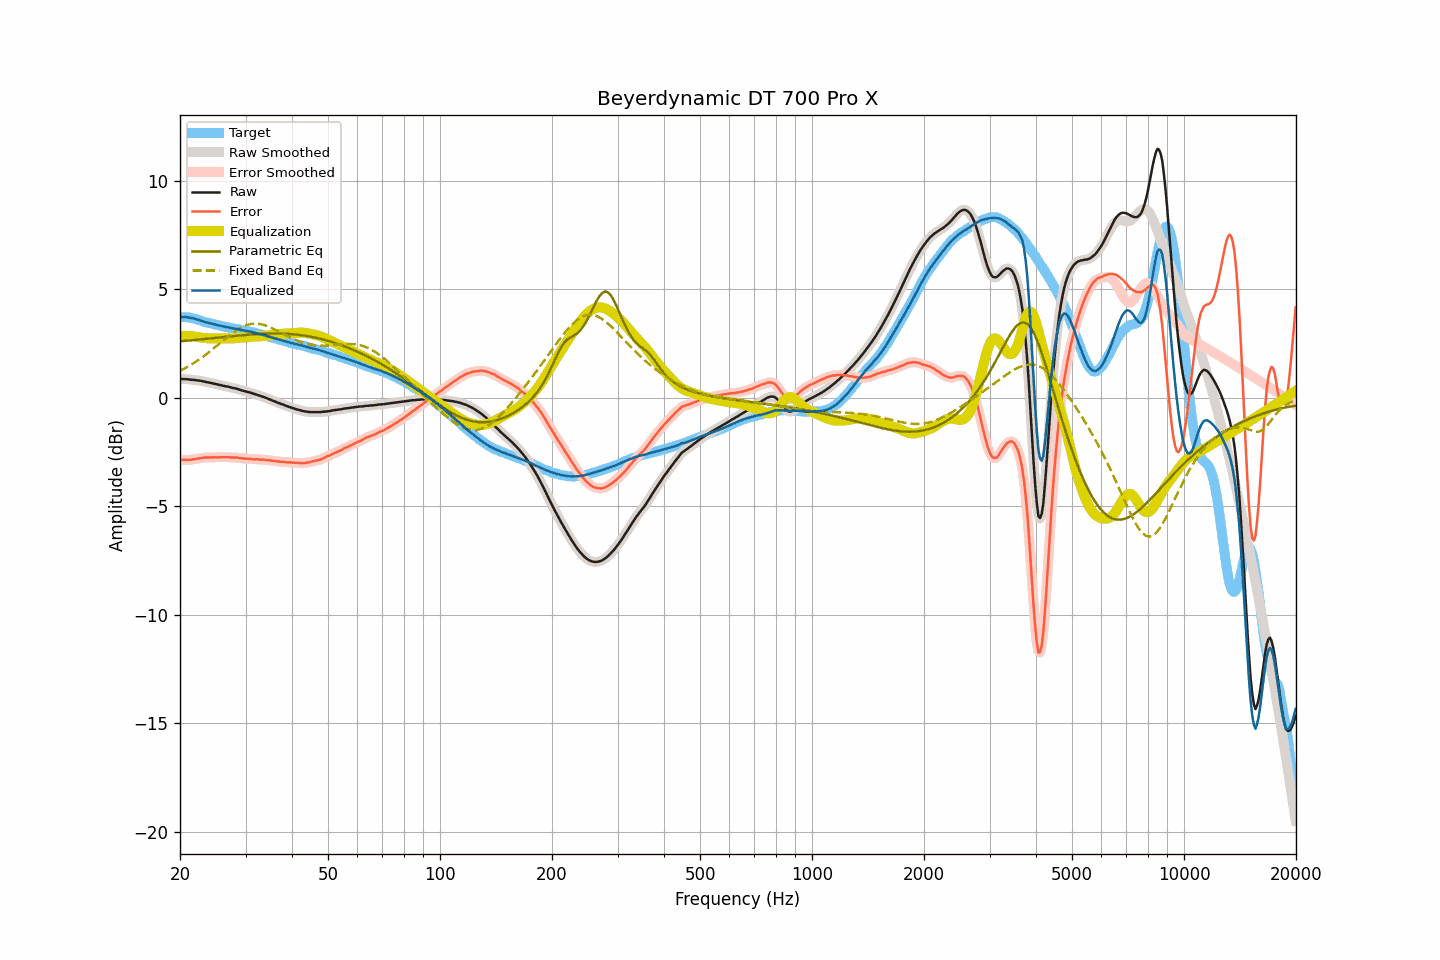 Beyerdynamic DT 700 Pro X
Target
Raw Smoothed
Error Smoothed
Raw
Error
Equalization
Parametric Eq
Fixed Band Eq
Equalized
10
5
0
−5
−10
−15
−20
Amplitude (dBr)
20
50
100
200
500
1000
2000
5000
10000
20000
Frequency (Hz)